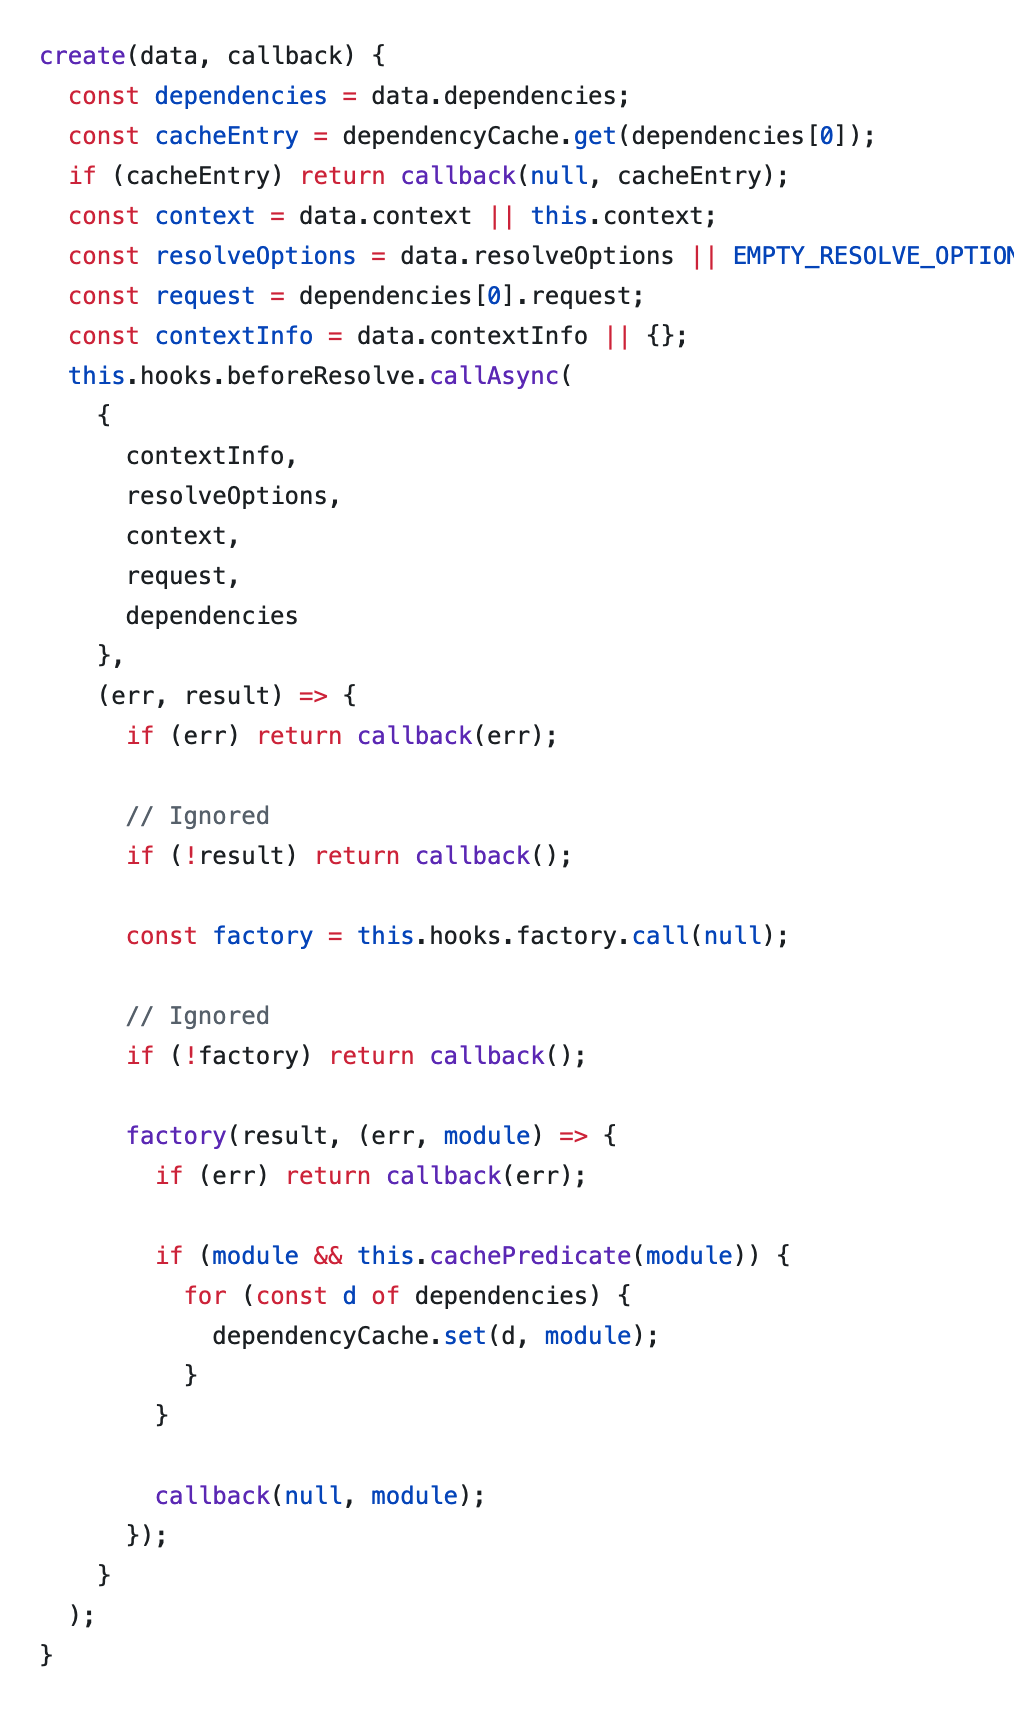 create(data, callback) {
  const dependencies = data.dependencies;
  const cacheEntry = dependencyCache.get(dependencies[0]);
  if (cacheEntry) return callback(null, cacheEntry);
  const context = data.context || this.context;
  const resolveOptions = data.resolveOptions || EMPTY_RESOLVE_OPTION
  const request = dependencies[0].request;
  const contextInfo = data.contextInfo || {};
  this.hooks.beforeResolve.callAsync(
    {
      contextInfo,
      resolveOptions,
      context,
      request,
      dependencies
    },
    (err, result) => {
      if (err) return callback(err);

      // Ignored
      if (!result) return callback();

      const factory = this.hooks.factory.call(null);

      // Ignored
      if (!factory) return callback();

      factory(result, (err, module) => {
        if (err) return callback(err);

        if (module && this.cachePredicate(module)) {
          for (const d of dependencies) {
            dependencyCache.set(d, module);
          }
        }

        callback(null, module);
      });
    }
  );
}